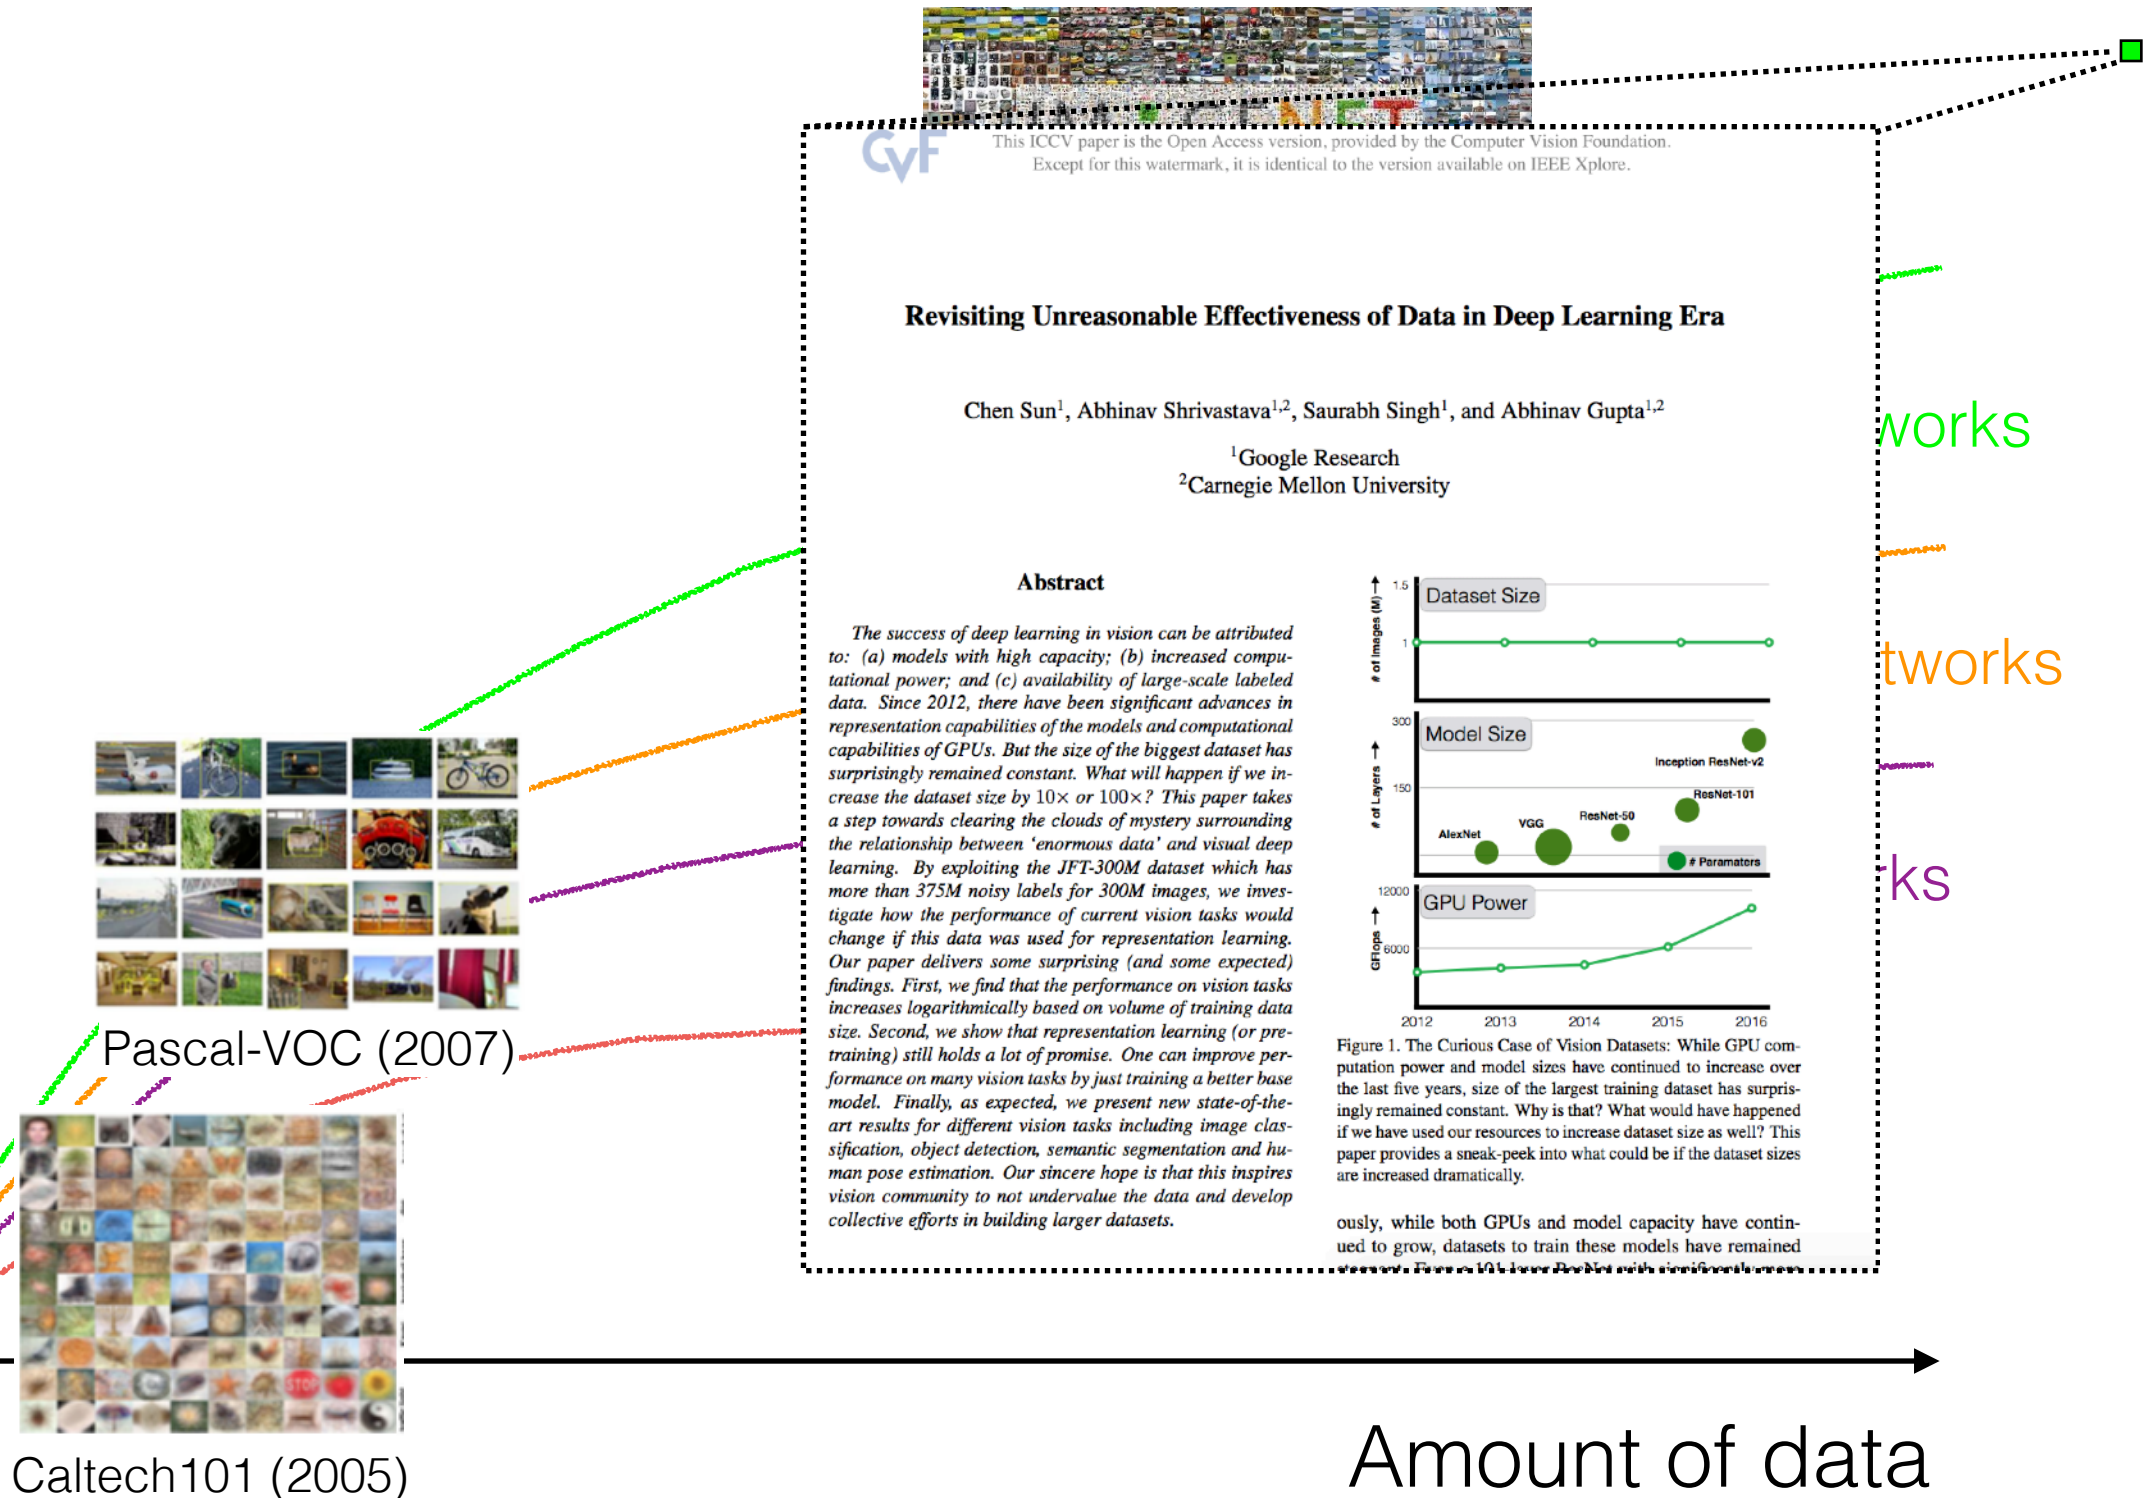 CVF
This ICCV paper is the Open Access version, provided by the Computer Vision Foundation.
Except for this watermark, it is identical to the version available on IEEE Xplore.
Revisiting Unreasonable Effectiveness of Data in Deep Learning Era
Chen Sun1, Abhinav Shrivastava1,2, Saurabh Singh1, and Abhinav Gupta1,2
1Google Research
2Carnegie Mellon University
Abstract
The success of deep learning in vision can be attributed
to: (a) models with high capacity; (b) increased compu-
tational power; and (c) availability of large-scale labeled
data. Since 2012, there have been significant advances in
representation capabilities of the models and computational
capabilities of GPUs. But the size of the biggest dataset has
surprisingly remained constant. What will happen if we in-
crease the dataset size by 10× or 100×? This paper takes
a step towards clearing the clouds of mystery surrounding
the relationship between ‘enormous data’ and visual deep
learning. By exploiting the JFT-300M dataset which has
more than 375M noisy labels for 300M images, we inves-
tigate how the performance of current vision tasks would
change if this data was used for representation learning.
Our paper delivers some surprising (and some expected)
findings. First, we find that the performance on vision tasks
increases logarithmically based on volume of training data
size. Second, we show that representation learning (or pre-
training) still holds a lot of promise. One can improve per-
formance on many vision tasks by just training a better base
model. Finally, as expected, we present new state-of-the-
art results for different vision tasks including image clas-
sification, object detection, semantic segmentation and hu-
man pose estimation. Our sincere hope is that this inspires
vision community to not undervalue the data and develop
collective efforts in building larger datasets.
Dataset Size
# of Images (M)
1.5
1
Model Size
# of Layers
300
150
AlexNet
VGG
ResNet-50
ResNet-101
Inception ResNet-v2
# Paramaters
GPU Power
GFlops
12000
6000
2012 2013 2014 2015 2016
Figure 1. The Curious Case of Vision Datasets: While GPU com-
putation power and model sizes have continued to increase over
the last five years, size of the largest training dataset has surpris-
ingly remained constant. Why is that? What would have happened
if we have used our resources to increase dataset size as well? This
paper provides a sneak-peek into what could be if the dataset sizes
are increased dramatically.
ously, while both GPUs and model capacity have contin-
ued to grow, datasets to train these models have remained
works
tworks
rks
Pascal-VOC (2007)
STOP
Caltech101 (2005)
Amount of data